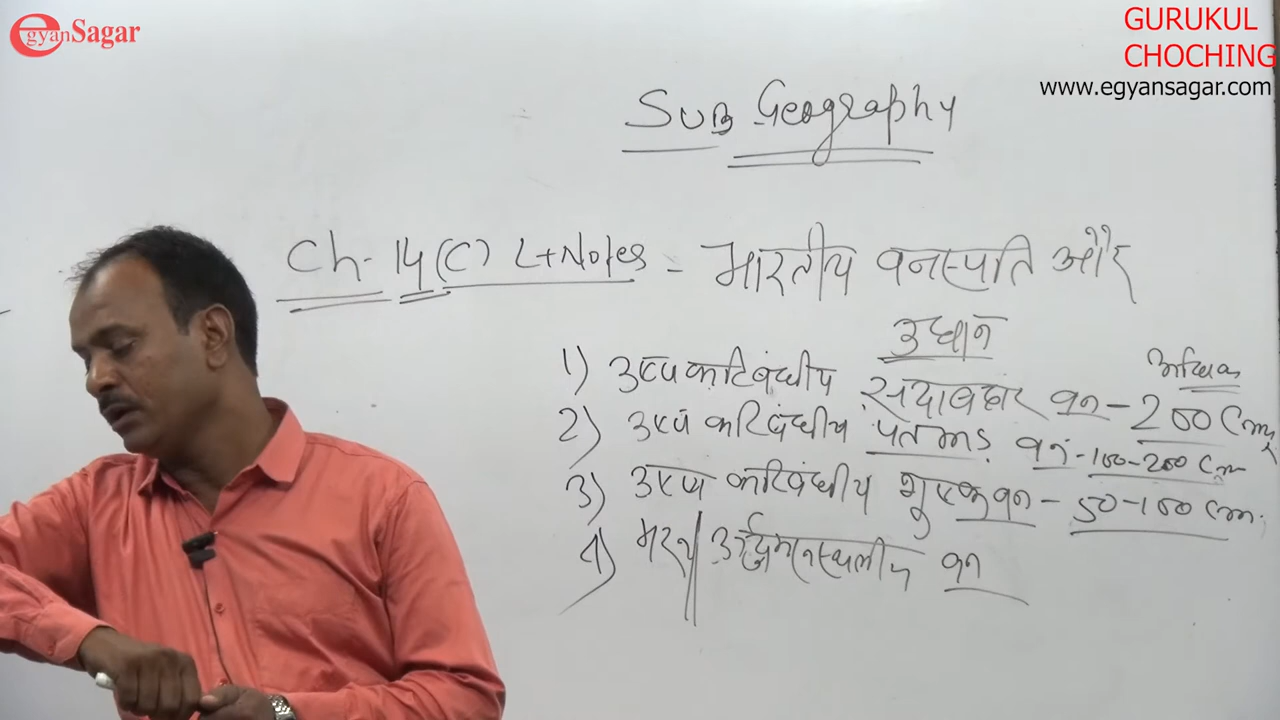 egyanSagar
GURUKUL
CHOCHING
www.egyansagar.com
SUB Geography
Ch- 14 (C) L+Notes - भारतीय वनस्पति और
उधान
1) उष्ण कटिबंधीय सदाबहार वन - 200 Cm
अधिक
2) उष्ण कटिबंधीय पतझड़ वन - 100-200 Cm
3) उष्ण कटिबंधीय शुष्क वन - 50-100 Cm.
4) मरू / अर्द्धमरुस्थलीय वन